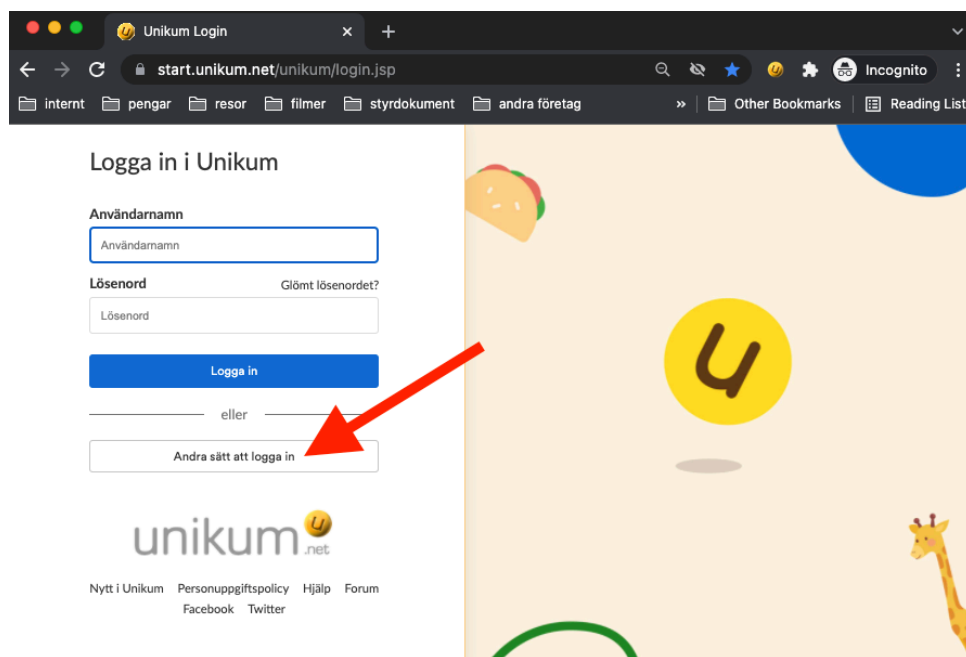 Unikum Login
start.unikum.net/unikum/login.jsp
Incognito
internt pengar resor filmer styrdokument andra företag » Other Bookmarks Reading List
Logga in i Unikum
Användarnamn
Användarnamn
Lösenord Glömt lösenordet?
Lösenord
Logga in
eller
Andra sätt att logga in
unikum.net
Nytt i Unikum Personuppgiftspolicy Hjälp Forum
Facebook Twitter